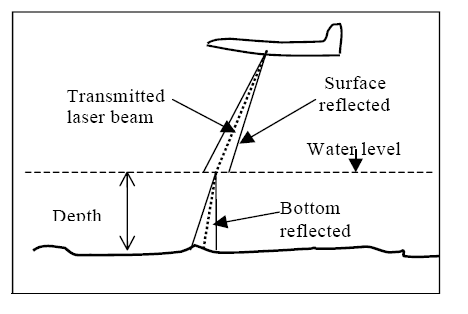 Transmitted
laser beam
Surface
reflected
Water level
Depth
Bottom
reflected